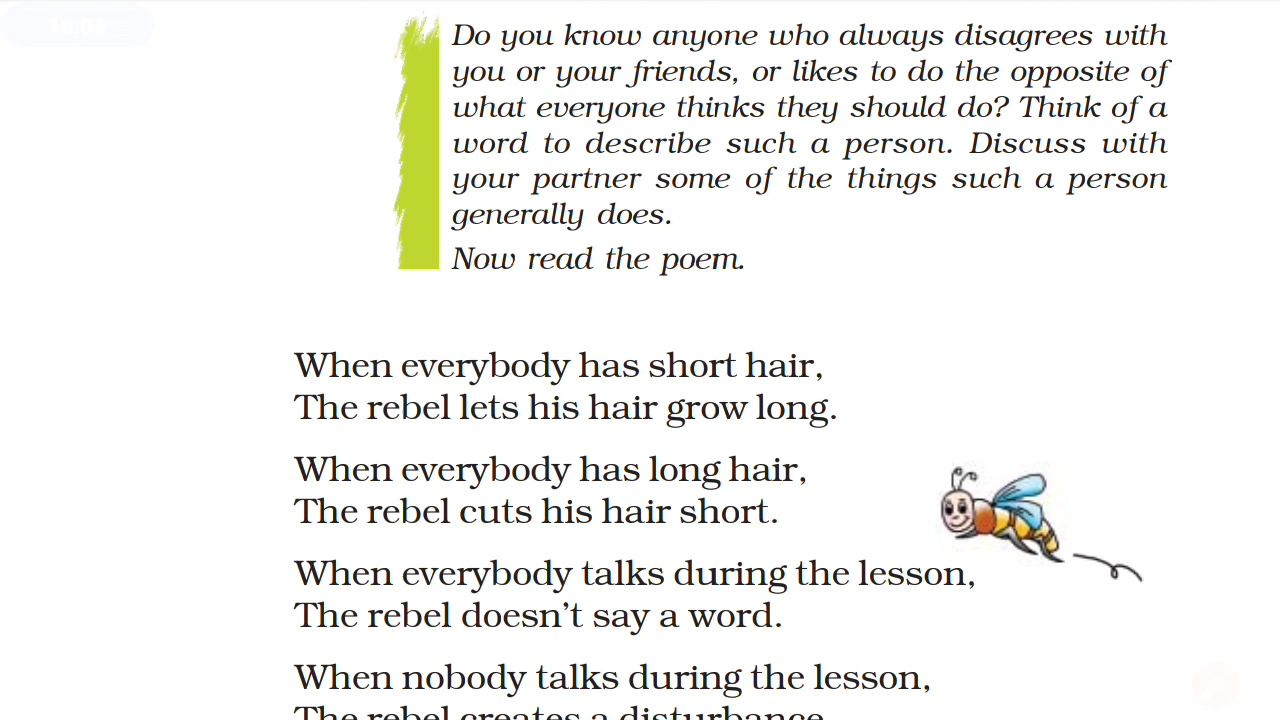 Do you know anyone who always disagrees with
you or your friends, or likes to do the opposite of
what everyone thinks they should do? Think of a
word to describe such a person. Discuss with
your partner some of the things such a person
generally does.
Now read the poem.
When everybody has short hair,
The rebel lets his hair grow long.
When everybody has long hair,
The rebel cuts his hair short.
When everybody talks during the lesson,
The rebel doesn’t say a word.
When nobody talks during the lesson,
The rebel creates a disturbance.